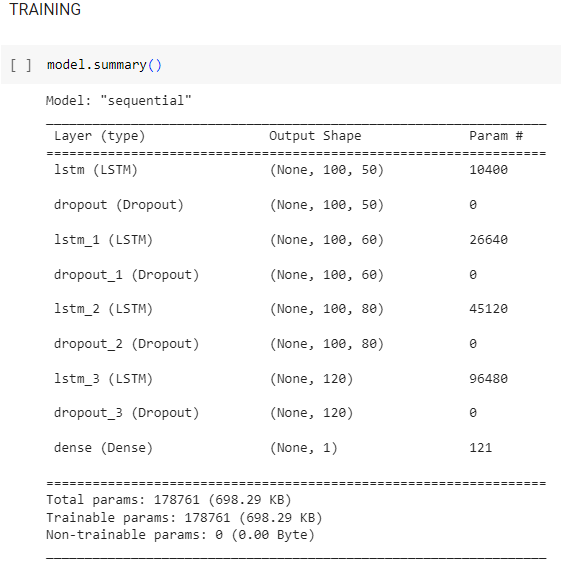 TRAINING
[ ] model.summary()
Model: "sequential"
_________________________________________________________________
Layer (type) Output Shape Param #
=================================================================
lstm (LSTM) (None, 100, 50) 10400
dropout (Dropout) (None, 100, 50) 0
lstm_1 (LSTM) (None, 100, 60) 26640
dropout_1 (Dropout) (None, 100, 60) 0
lstm_2 (LSTM) (None, 100, 80) 45120
dropout_2 (Dropout) (None, 100, 80) 0
lstm_3 (LSTM) (None, 120) 96480
dropout_3 (Dropout) (None, 120) 0
dense (Dense) (None, 1) 121
=================================================================
Total params: 178761 (698.29 KB)
Trainable params: 178761 (698.29 KB)
Non-trainable params: 0 (0.00 Byte)
_________________________________________________________________